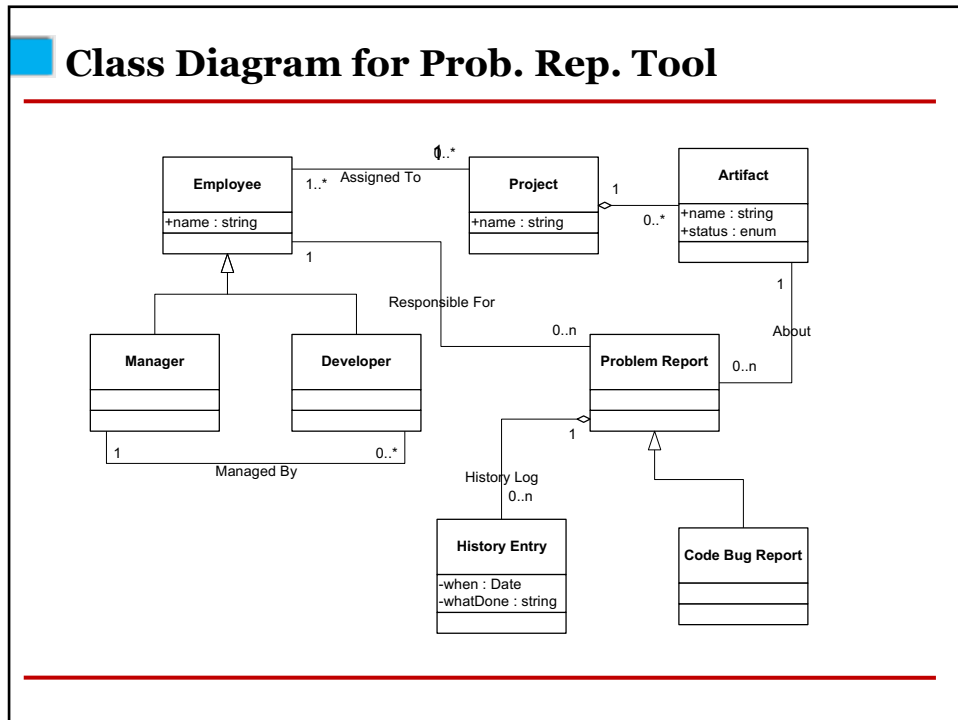 Class Diagram for Prob. Rep. Tool
Employee
+name : string
1..*
Assigned To
0..*
Project
+name : string
1
0..*
Artifact
+name : string
+status : enum
1
Responsible For
0..n
1
About
0..n
Manager
Developer
1
0..*
Managed By
Problem Report
1
History Log
0..n
History Entry
-when : Date
-whatDone : string
Code Bug Report